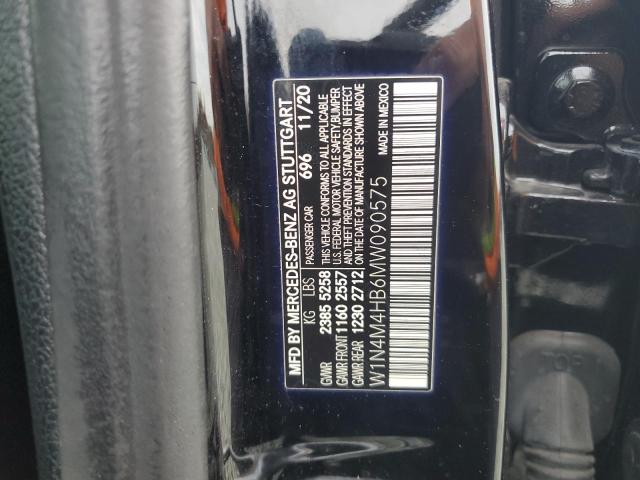 MFD BY MERCEDES-BENZ AG STUTTGART
KG LBS PASSENGER CAR 696 11/20
GVWR 2385 5258 THIS VEHICLE CONFORMS TO ALL APPLICABLE
GAWR FRONT 1160 2557 U.S. FEDERAL MOTOR VEHICLE SAFETY, BUMPER
AND THEFT PREVENTION STANDARDS IN EFFECT
GAWR REAR 1230 2712 ON THE DATE OF MANUFACTURE SHOWN ABOVE
MADE IN MEXICO
W1N4M4HB6MW090575
TOP